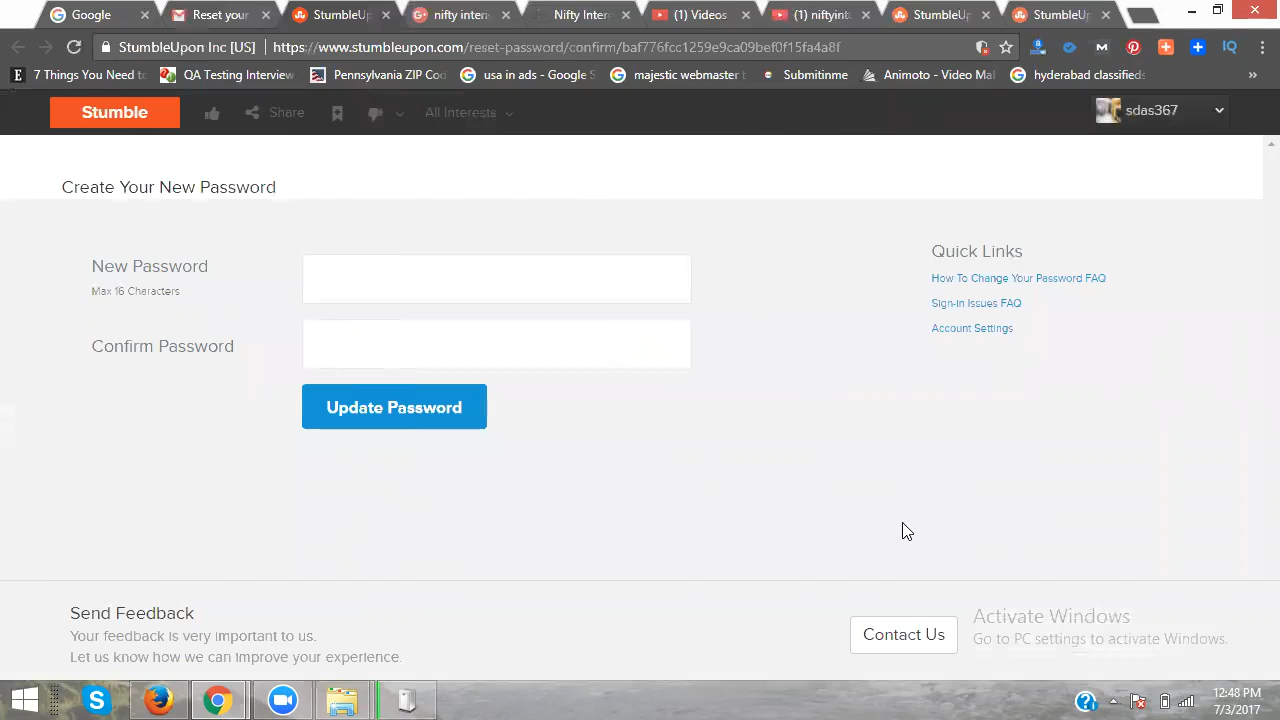 Google
Reset your
StumbleUp
nifty intern
Nifty Inter
(1) Videos
(1) niftyint
StumbleUp
StumbleUp
StumbleUpon Inc [US] https://www.stumbleupon.com/reset-password/confirm/baf776fcc1259e9ca09bef0f15fa4a8f
7 Things You Need to
QA Testing Interview
Pennsylvania ZIP Coo
usa in ads - Google S
majestic webmaster t
Submitinme
Animoto - Video Mal
hyderabad classifieds
Stumble
Share
All Interests
sdas367
Create Your New Password
New Password
Max 16 Characters
Confirm Password
Update Password
Quick Links
How To Change Your Password FAQ
Sign-in Issues FAQ
Account Settings
Send Feedback
Your feedback is very important to us.
Let us know how we can improve your experience.
Contact Us
Activate Windows
Go to PC settings to activate Windows.
12:48 PM
7/3/2017